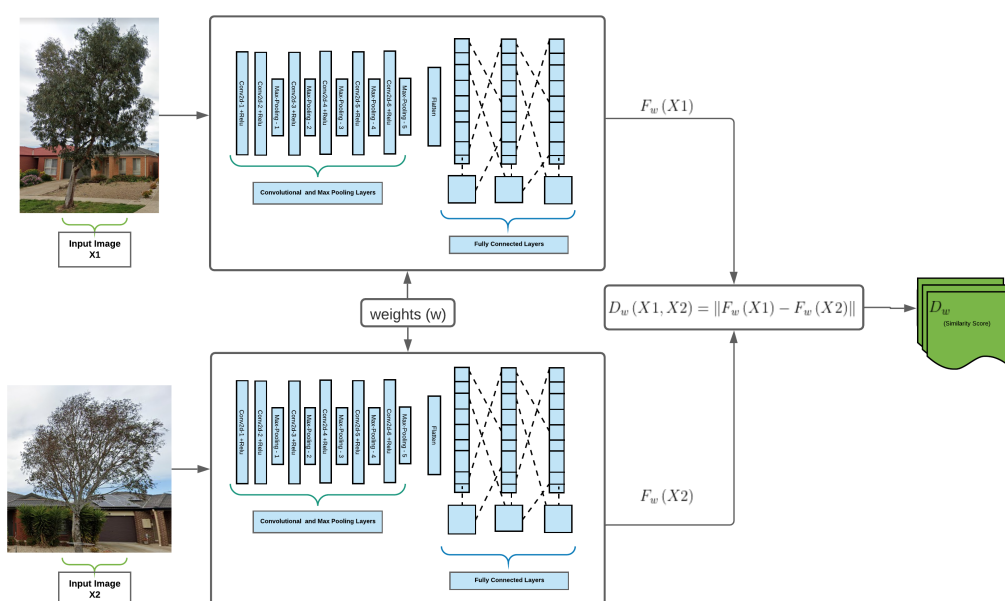 Conv2d-1 +Relu
Conv2d-2 +Relu
Max-Pooling - 1
Conv2d-3 +Relu
Max-Pooling - 2
Conv2d-4 +Relu
Max-Pooling - 3
Conv2d-5 +Relu
Max-Pooling - 4
Conv2d-6 +Relu
Max-Pooling - 5
Flatten
Convolutional and Max Pooling Layers
Fully Connected Layers
Input Image
X1
F_w (X1)
weights (w)
D_w (X1, X2) = ||F_w (X1) − F_w (X2)||
D_w
(Similarity Score)
Conv2d-1 +Relu
Conv2d-2 +Relu
Max-Pooling - 1
Conv2d-3 +Relu
Max-Pooling - 2
Conv2d-4 +Relu
Max-Pooling - 3
Conv2d-5 +Relu
Max-Pooling - 4
Conv2d-6 +Relu
Max-Pooling - 5
Flatten
Convolutional and Max Pooling Layers
Fully Connected Layers
F_w (X2)
Input Image
X2